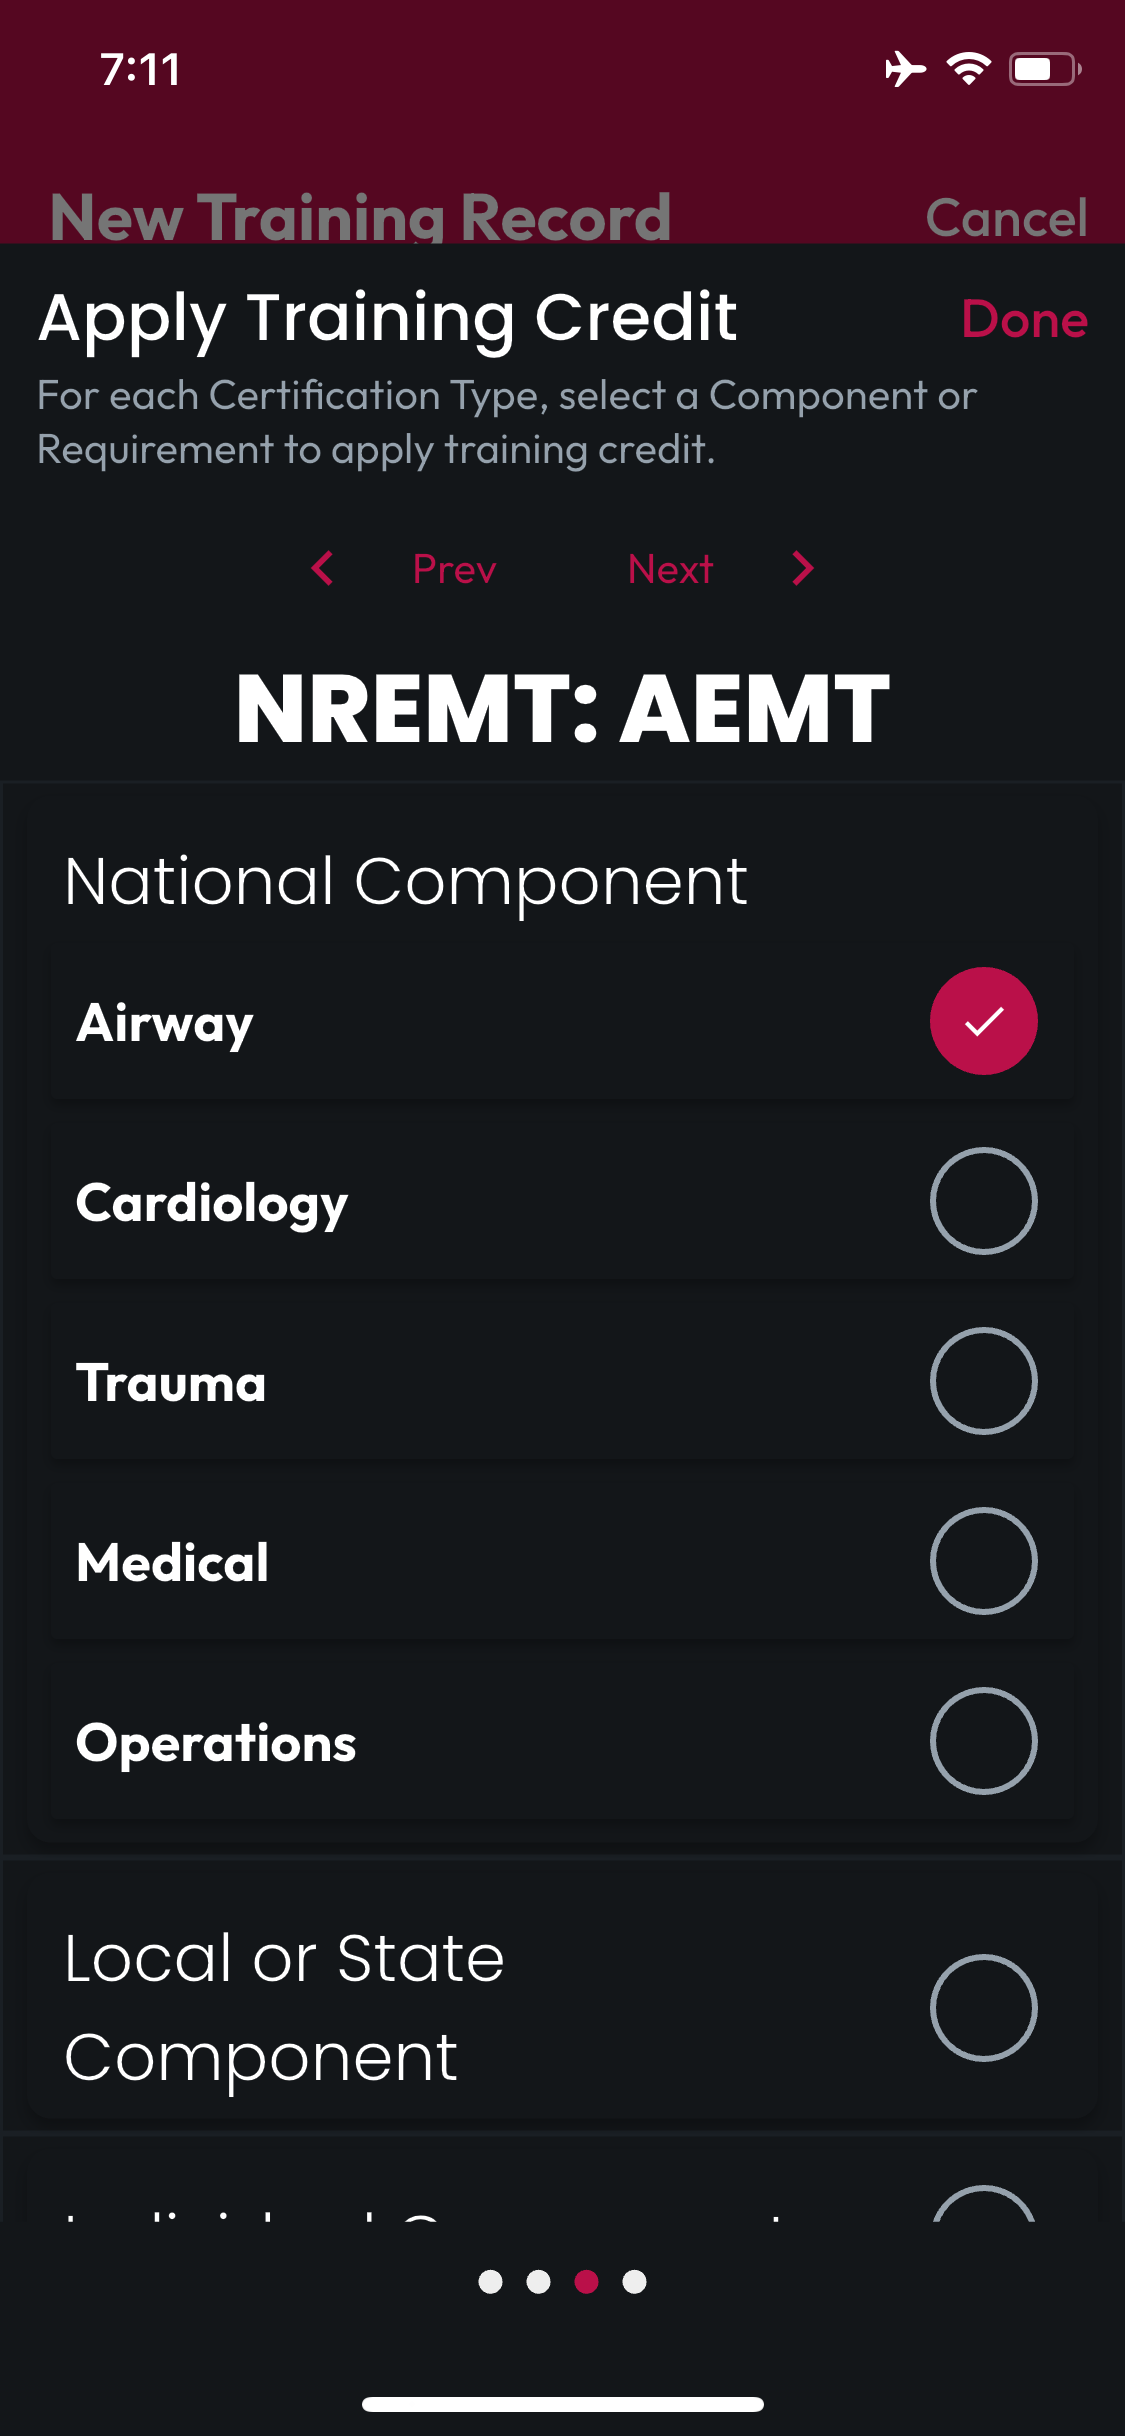 7:11
New Training Record
Cancel
Apply Training Credit
Done
For each Certification Type, select a Component or
Requirement to apply training credit.
Prev
Next
NREMT: AEMT
National Component
Airway
Cardiology
Trauma
Medical
Operations
Local or State
Component